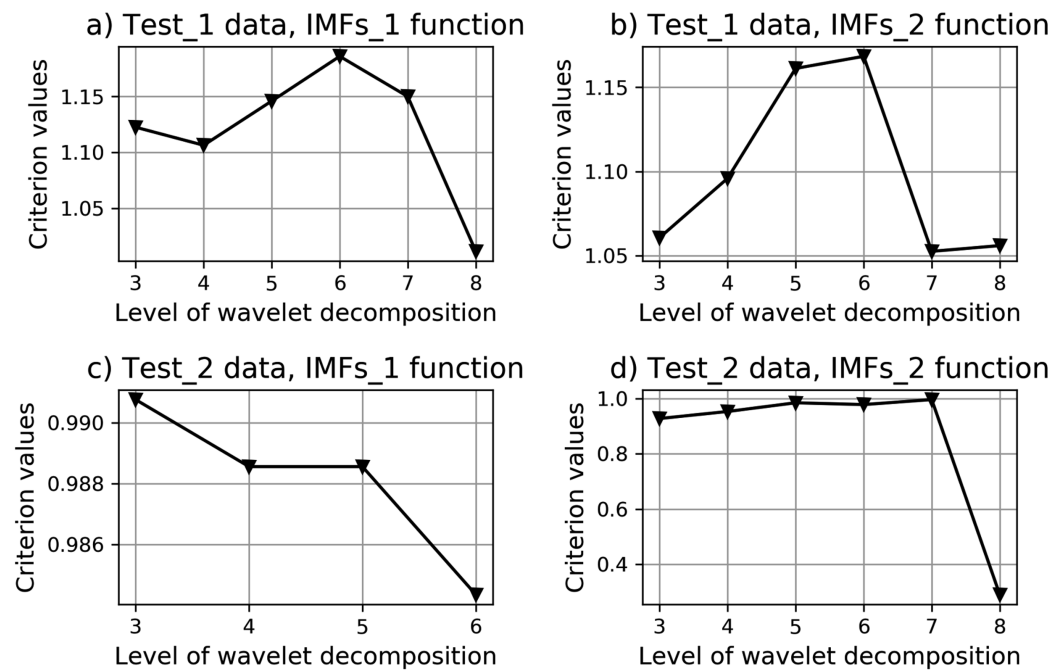 a) Test_1 data, IMFs_1 function
Criterion values
1.15
1.10
1.05
3 4 5 6 7 8
Level of wavelet decomposition
b) Test_1 data, IMFs_2 function
Criterion values
1.15
1.10
1.05
3 4 5 6 7 8
Level of wavelet decomposition
c) Test_2 data, IMFs_1 function
Criterion values
0.990
0.988
0.986
3 4 5 6
Level of wavelet decomposition
d) Test_2 data, IMFs_2 function
Criterion values
1.0
0.8
0.6
0.4
3 4 5 6 7 8
Level of wavelet decomposition